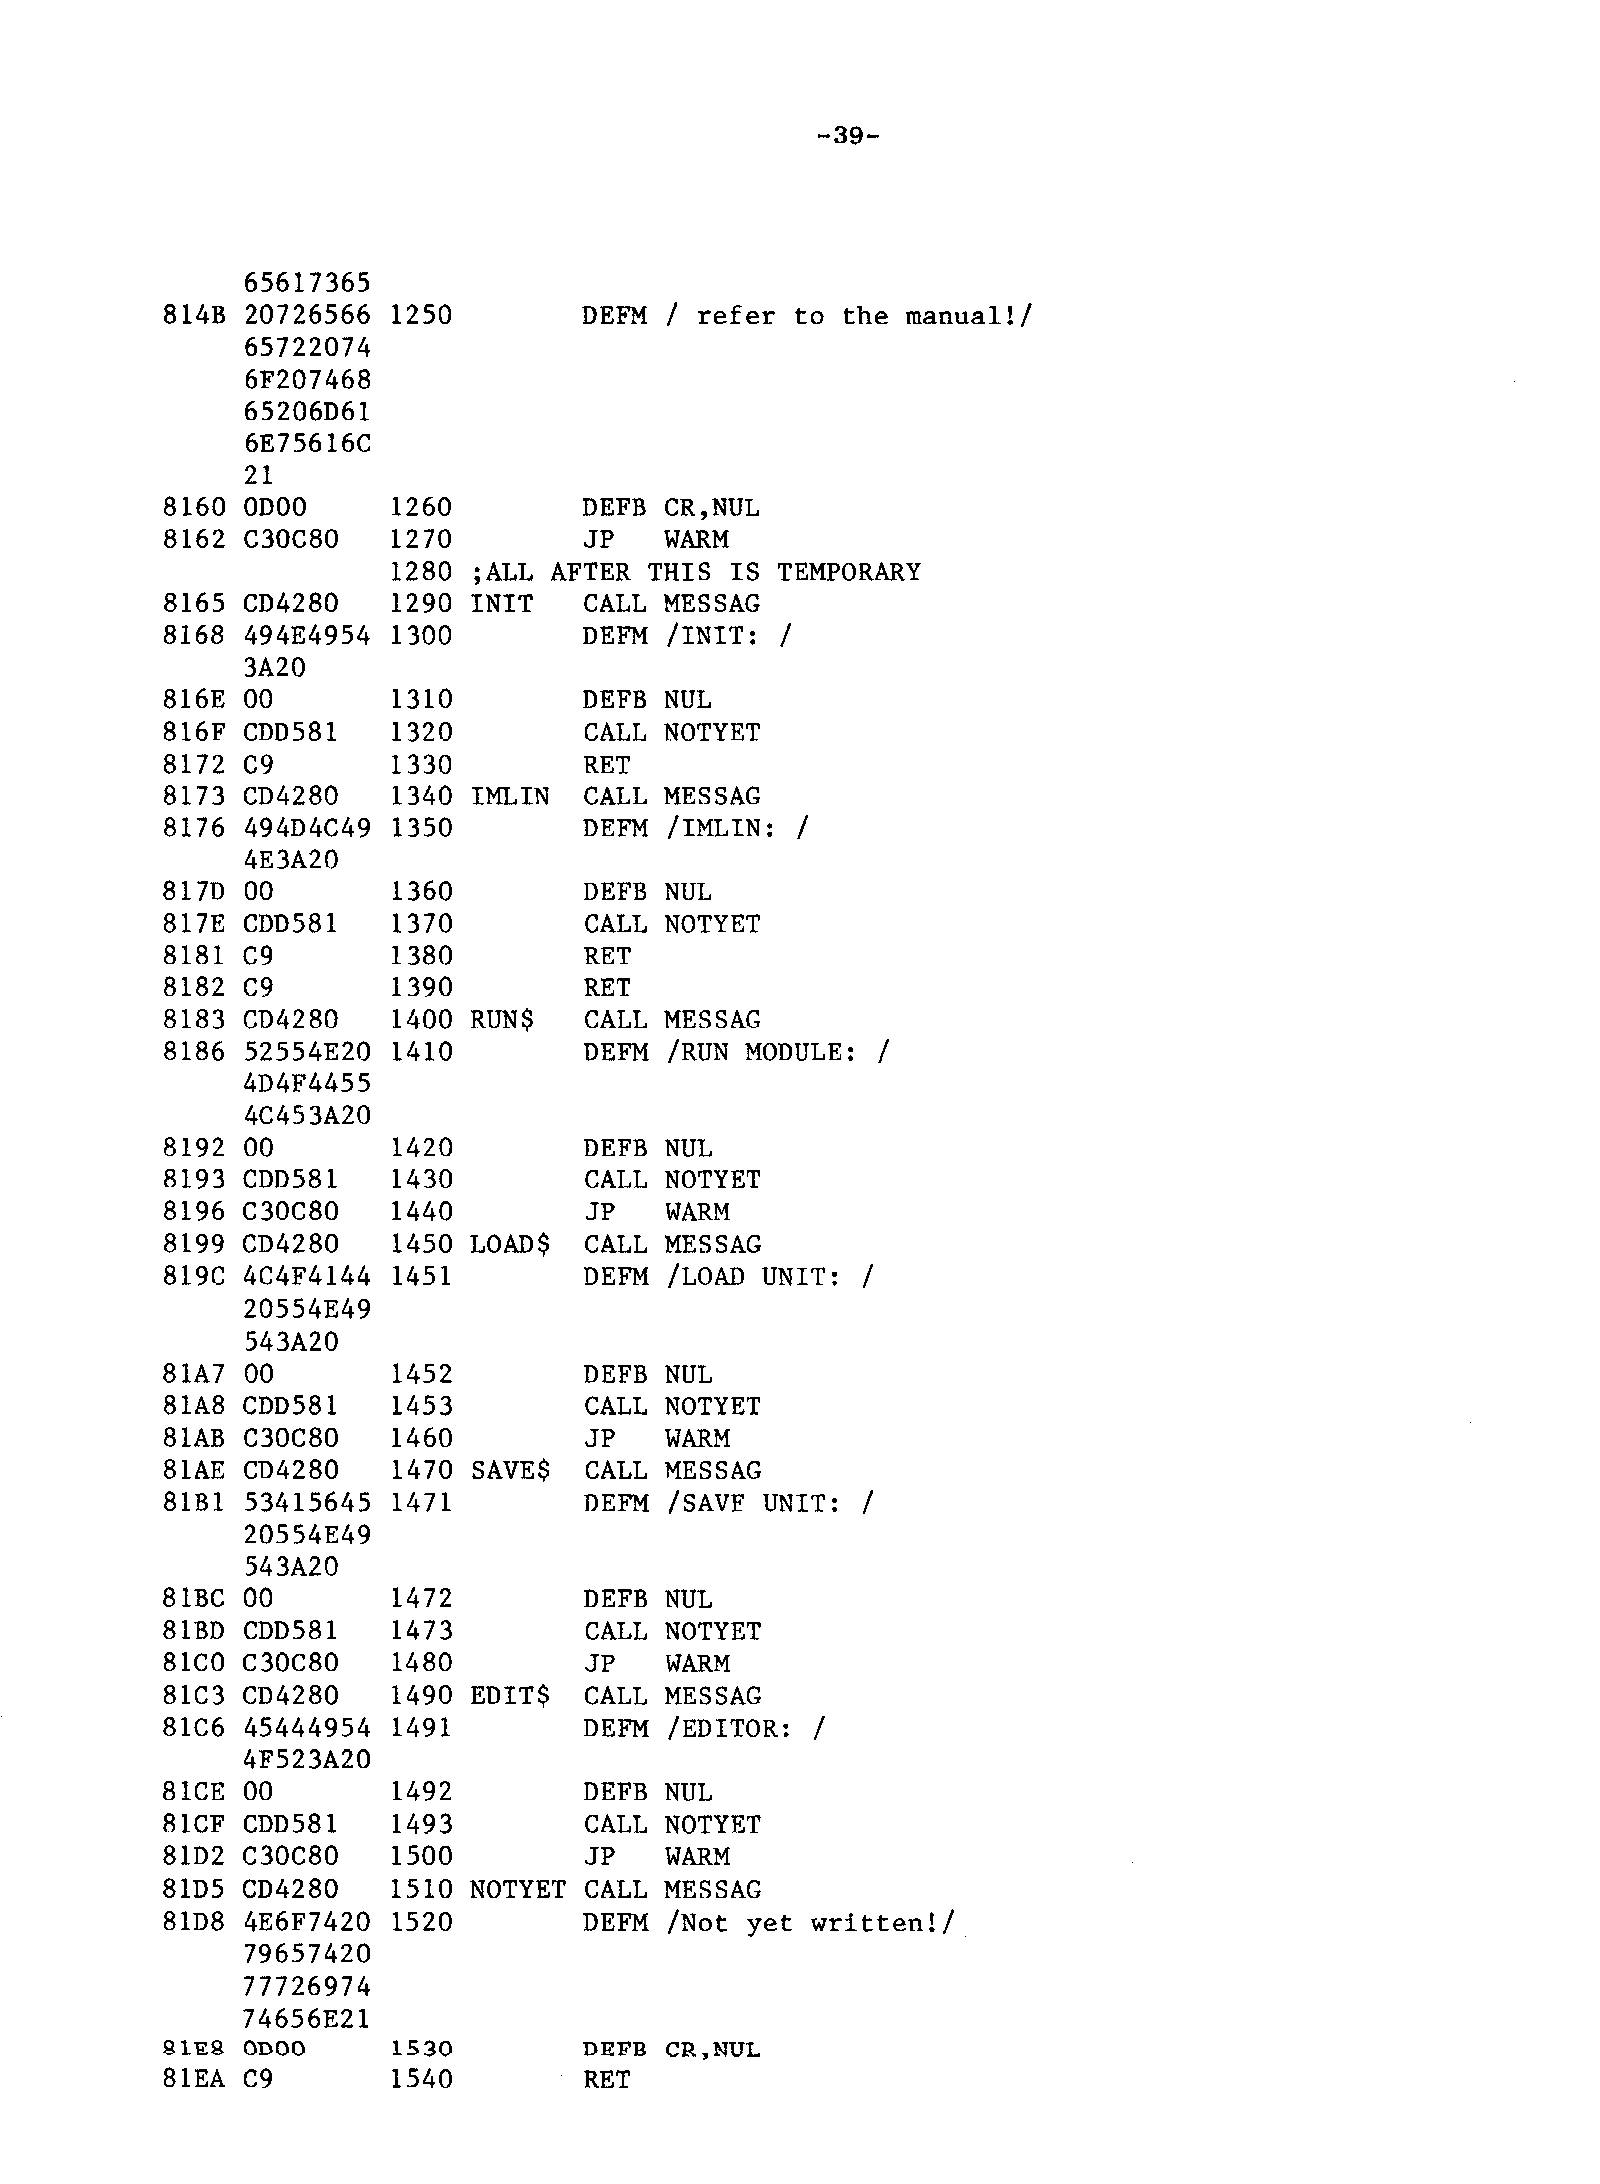 -39-
65617365
814B 20726566 1250 DEFM / refer to the manual!/
65722074
6F207468
65206D61
6E75616C
21
8160 0D00 1260 DEFB CR,NUL
8162 C30C80 1270 JP WARM
1280 ;ALL AFTER THIS IS TEMPORARY
8165 CD4280 1290 INIT CALL MESSAG
8168 494E4954 1300 DEFM /INIT: /
3A20
816E 00 1310 DEFB NUL
816F CDD581 1320 CALL NOTYET
8172 C9 1330 RET
8173 CD4280 1340 IMLIN CALL MESSAG
8176 494D4C49 1350 DEFM /IMLIN: /
4E3A20
817D 00 1360 DEFB NUL
817E CDD581 1370 CALL NOTYET
8181 C9 1380 RET
8182 C9 1390 RET
8183 CD4280 1400 RUN$ CALL MESSAG
8186 52554E20 1410 DEFM /RUN MODULE: /
4D4F4455
4C453A20
8192 00 1420 DEFB NUL
8193 CDD581 1430 CALL NOTYET
8196 C30C80 1440 JP WARM
8199 CD4280 1450 LOAD$ CALL MESSAG
819C 4C4F4144 1451 DEFM /LOAD UNIT: /
20554E49
543A20
81A7 00 1452 DEFB NUL
81A8 CDD581 1453 CALL NOTYET
81AB C30C80 1460 JP WARM
81AE CD4280 1470 SAVE$ CALL MESSAG
81B1 53415645 1471 DEFM /SAVE UNIT: /
20554E49
543A20
81BC 00 1472 DEFB NUL
81BD CDD581 1473 CALL NOTYET
81C0 C30C80 1480 JP WARM
81C3 CD4280 1490 EDIT$ CALL MESSAG
81C6 45444954 1491 DEFM /EDITOR: /
4F523A20
81CE 00 1492 DEFB NUL
81CF CDD581 1493 CALL NOTYET
81D2 C30C80 1500 JP WARM
81D5 CD4280 1510 NOTYET CALL MESSAG
81D8 4E6F7420 1520 DEFM /Not yet written!/
79657420
77726974
74656E21
81E8 0D00 1530 DEFB CR,NUL
81EA C9 1540 RET